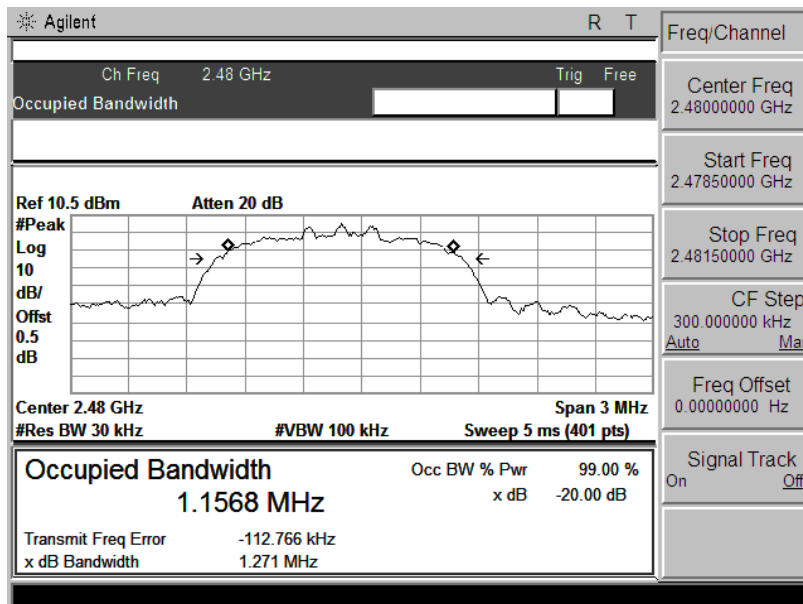 Agilent R T
Freq/Channel
Ch Freq 2.48 GHz Trig Free
Occupied Bandwidth
Center Freq
2.48000000 GHz
Start Freq
2.47850000 GHz
Stop Freq
2.48150000 GHz
CF Step
300.000000 kHz
Auto Ma
Freq Offset
0.00000000 Hz
Signal Track
On Off
Ref 10.5 dBm Atten 20 dB
#Peak
Log
10
dB/
Offst
0.5
dB
Center 2.48 GHz Span 3 MHz
#Res BW 30 kHz #VBW 100 kHz Sweep 5 ms (401 pts)
Occupied Bandwidth Occ BW % Pwr 99.00 %
1.1568 MHz x dB -20.00 dB
Transmit Freq Error -112.766 kHz
x dB Bandwidth 1.271 MHz